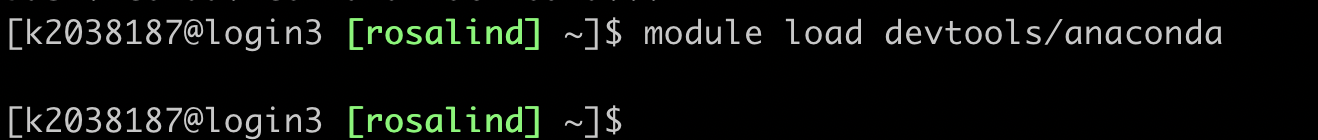 [k2038187@login3 [rosalind] ~]$ module load devtools/anaconda
[k2038187@login3 [rosalind] ~]$